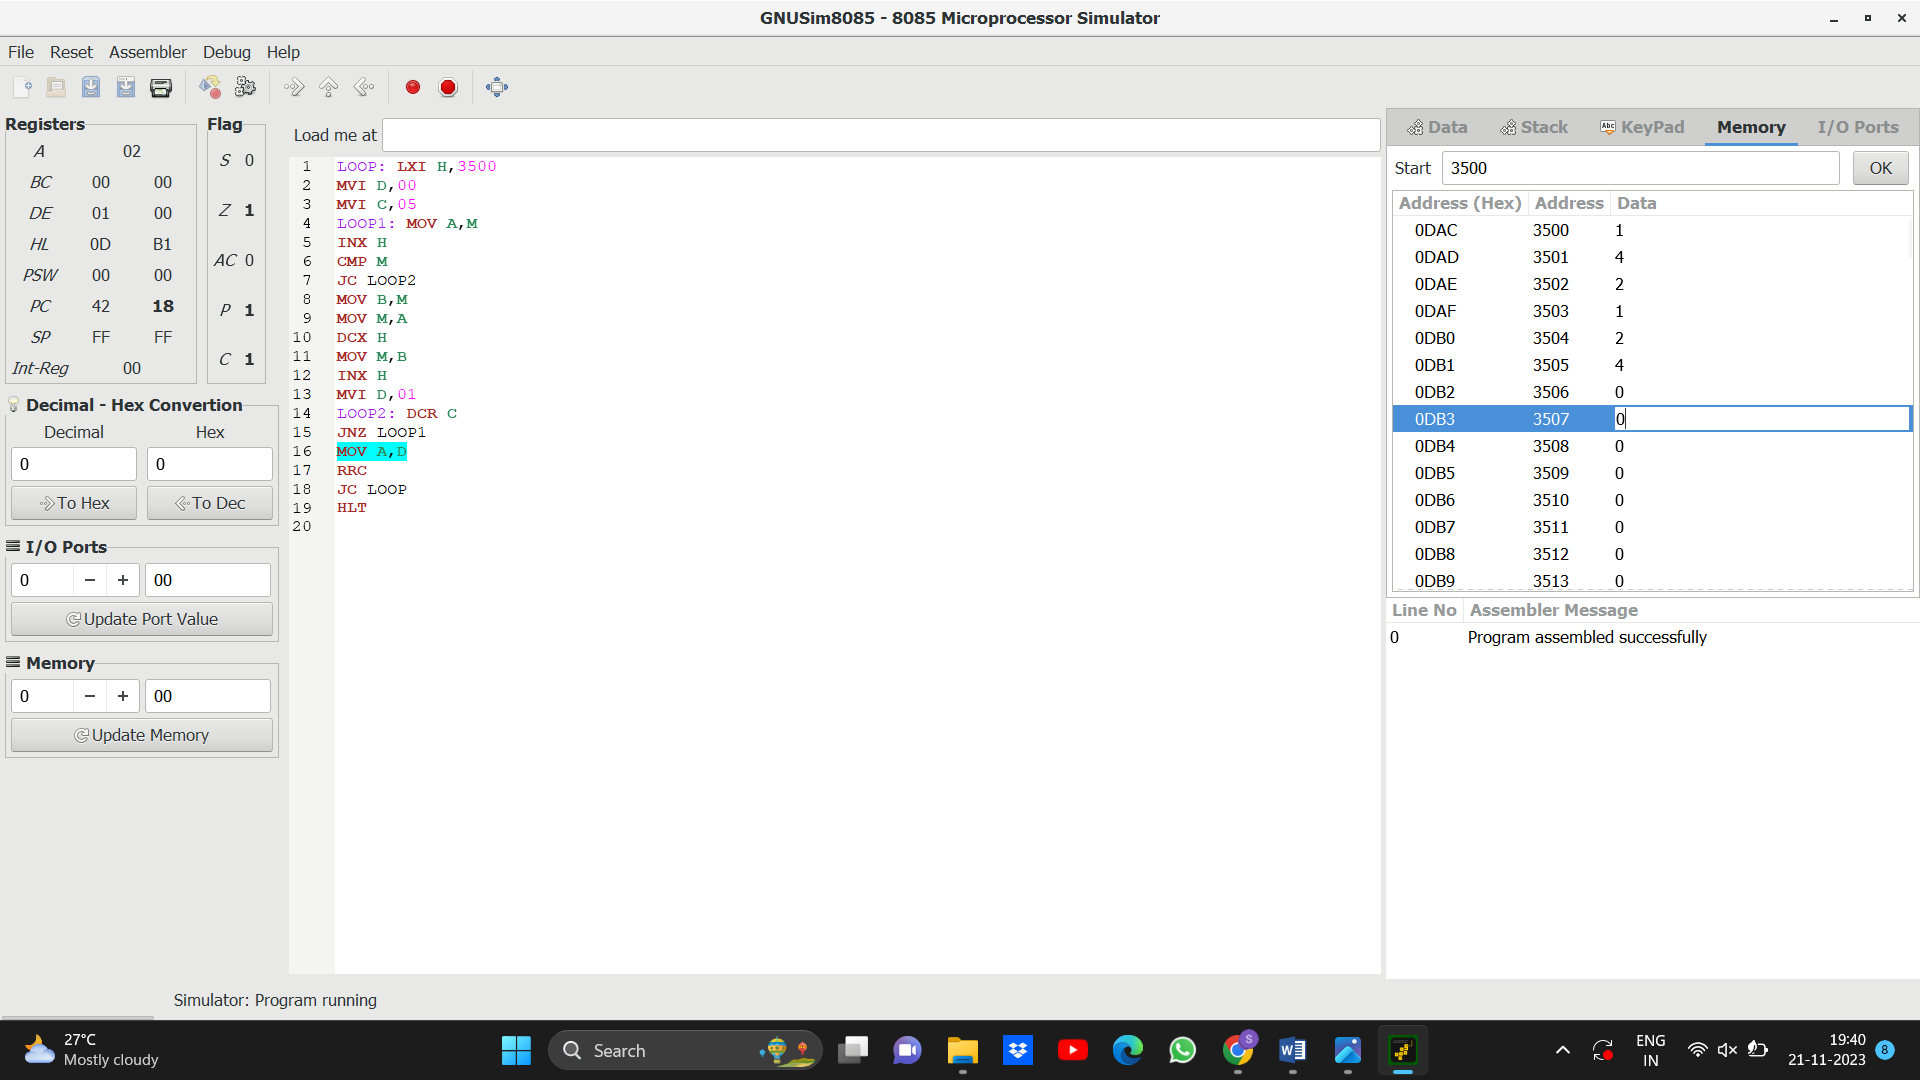 GNUSim8085 - 8085 Microprocessor Simulator
File Reset Assembler Debug Help
Registers
A 02
BC 00 00
DE 01 00
HL 0D B1
PSW 00 00
PC 42 18
SP FF FF
Int-Reg 00
Flag
S 0
Z 1
AC 0
P 1
C 1
Decimal - Hex Convertion
Decimal Hex
0 0
To Hex To Dec
I/O Ports
0 − + 00
Update Port Value
Memory
0 − + 00
Update Memory
Load me at
1 LOOP: LXI H,3500
2 MVI D,00
3 MVI C,05
4 LOOP1: MOV A,M
5 INX H
6 CMP M
7 JC LOOP2
8 MOV B,M
9 MOV M,A
10 DCX H
11 MOV M,B
12 INX H
13 MVI D,01
14 LOOP2: DCR C
15 JNZ LOOP1
16 MOV A,D
17 RRC
18 JC LOOP
19 HLT
20
Data Stack Abc KeyPad Memory I/O Ports
Start 3500 OK
Address (Hex) Address Data
0DAC 3500 1
0DAD 3501 4
0DAE 3502 2
0DAF 3503 1
0DB0 3504 2
0DB1 3505 4
0DB2 3506 0
0DB3 3507 0
0DB4 3508 0
0DB5 3509 0
0DB6 3510 0
0DB7 3511 0
0DB8 3512 0
0DB9 3513 0
Line No Assembler Message
0 Program assembled successfully
Simulator: Program running
27°C
Mostly cloudy
Search
S
W
ENG
IN
19:40
21-11-2023
8